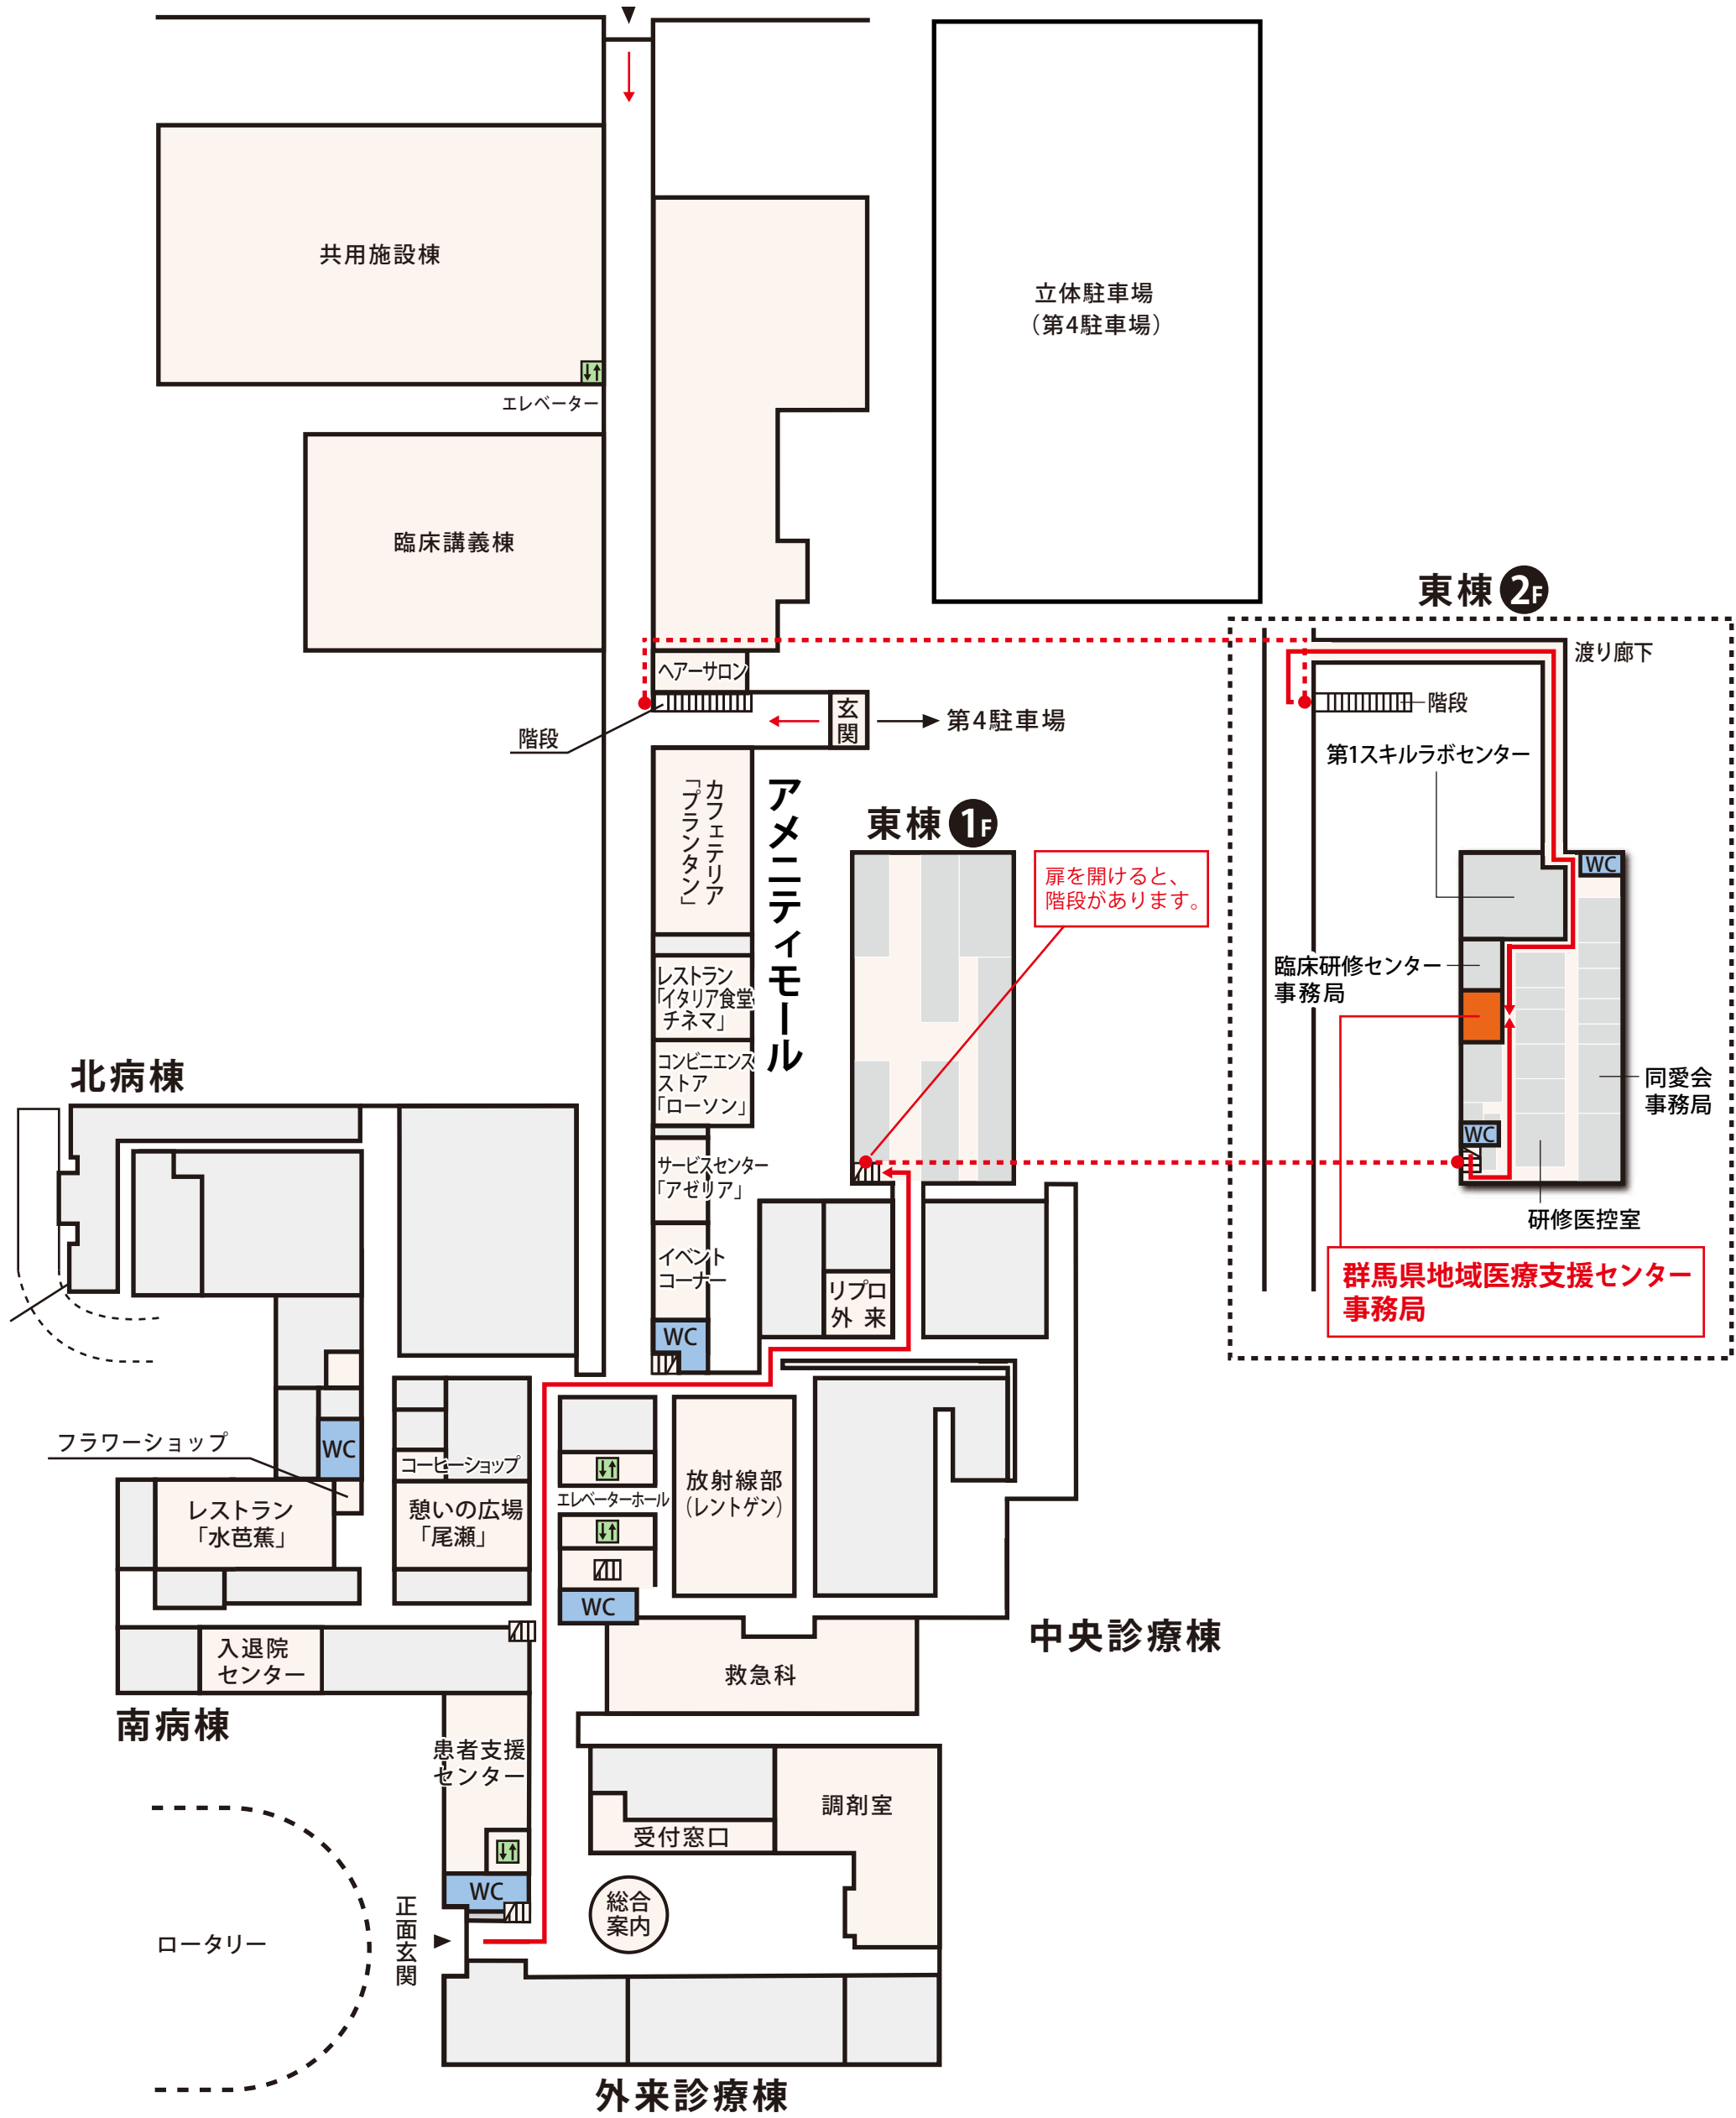 共用施設棟
エレベーター
臨床講義棟
立体駐車場
（第4駐車場）
ヘアーサロン
階段
玄関
第4駐車場
カフェテリア
「プランタン」
アメニティモール
レストラン
「イタリア食堂
チネマ」
コンビニエンス
ストア
「ローソン」
サービスセンター
「アゼリア」
イベント
コーナー
WC
東棟1F
扉を開けると、
階段があります。
リプロ
外 来
東棟2F
渡り廊下
階段
第1スキルラボセンター
WC
臨床研修センター
事務局
同愛会
事務局
WC
研修医控室
群馬県地域医療支援センター
事務局
北病棟
フラワーショップ
WC
コーヒーショップ
レストラン
「水芭蕉」
憩いの広場
「尾瀬」
エレベーターホール
WC
放射線部
（レントゲン）
中央診療棟
救急科
入退院
センター
南病棟
患者支援
センター
WC
調剤室
受付窓口
総合
案内
正面玄関
ロータリー
外来診療棟